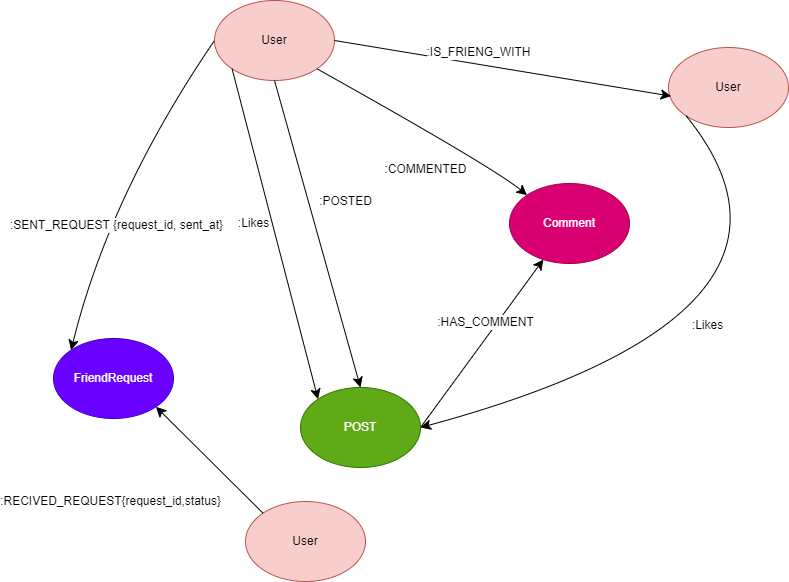 User
:IS_FRIENG_WITH
User
:COMMENTED
:POSTED
:SENT_REQUEST {request_id, sent_at}
:Likes
Comment
:HAS_COMMENT
:Likes
FriendRequest
POST
:RECIVED_REQUEST{request_id,status}
User